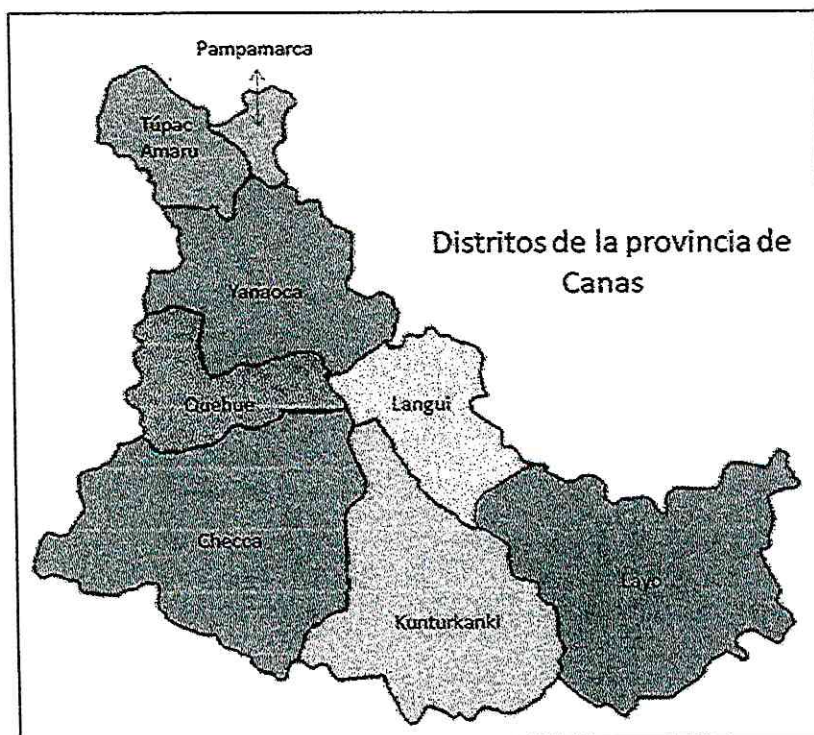 Pampamarca
Túpac
Amaru
Distritos de la provincia de
Canas
Yanaoca
Quehue
Langui
Checca
Layo
Kunturkanki